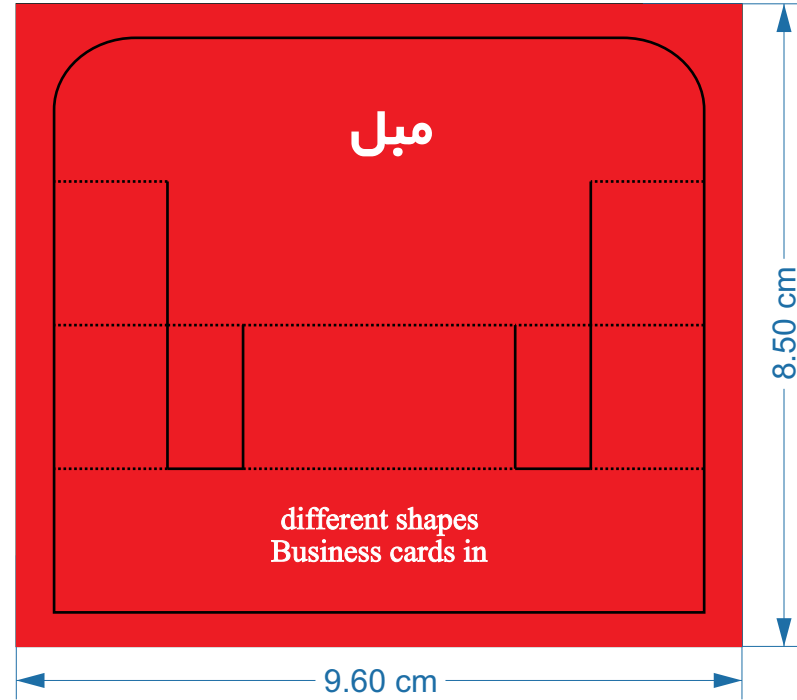 مبل
different shapes
Business cards in
8.50 cm
9.60 cm